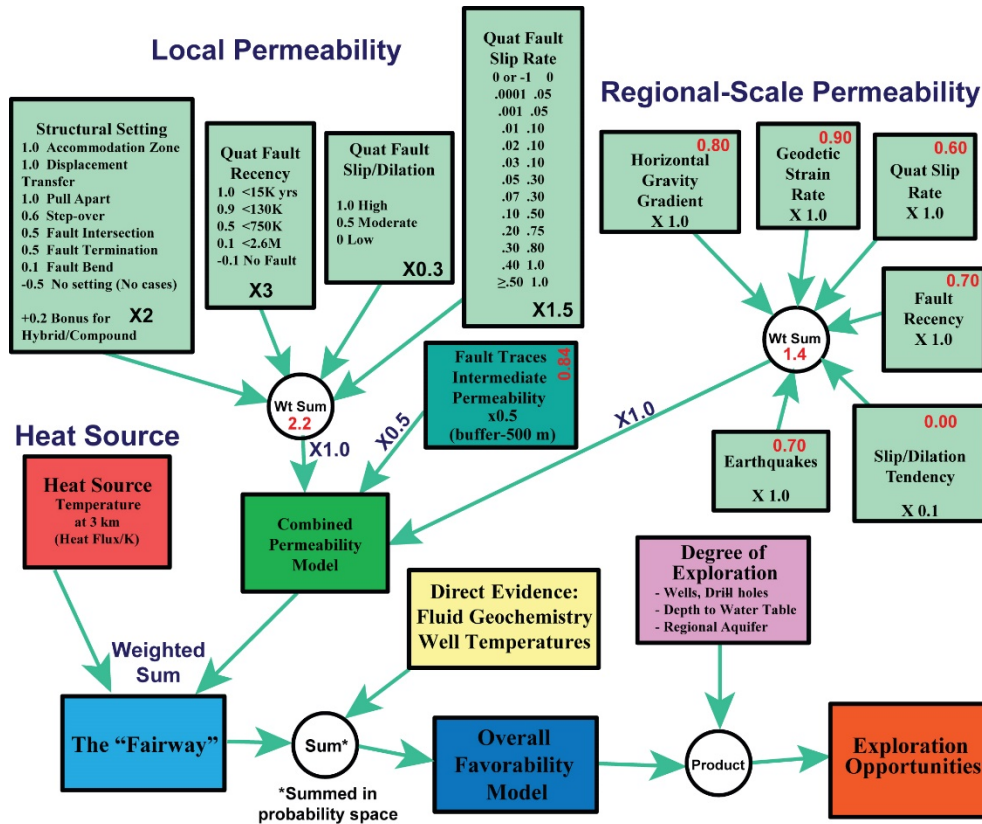 Local Permeability
Structural Setting
1.0 Accommodation Zone
1.0 Displacement
Transfer
1.0 Pull Apart
0.6 Step-over
0.5 Fault Intersection
0.5 Fault Termination
0.1 Fault Bend
-0.5 No setting (No cases)
+0.2 Bonus for
Hybrid/Compound
X2
Quat Fault
Recency
1.0 <15K yrs
0.9 <130K
0.5 <750K
0.1 <2.6M
-0.1 No Fault
X3
Quat Fault
Slip/Dilation
1.0 High
0.5 Moderate
0 Low
X0.3
Quat Fault
Slip Rate
0 or -1 0
.0001 .05
.001 .05
.01 .10
.02 .10
.03 .10
.05 .30
.07 .30
.10 .50
.20 .75
.30 .80
.40 1.0
≥.50 1.0
X1.5
Regional-Scale Permeability
0.80
Horizontal
Gravity
Gradient
X 1.0
0.90
Geodetic
Strain
Rate
X 1.0
0.60
Quat Slip
Rate
X 1.0
0.70
Fault
Recency
X 1.0
Wt Sum
1.4
0.00
Slip/Dilation
Tendency
X 0.1
0.70
Earthquakes
X 1.0
Wt Sum
2.2
X1.0
Fault Traces
Intermediate
Permeability
x0.5
(buffer-500 m)
0.84
X0.5
X1.0
Heat Source
Heat Source
Temperature
at 3 km
(Heat Flux/K)
Combined
Permeability
Model
Direct Evidence:
Fluid Geochemistry
Well Temperatures
Degree of
Exploration
- Wells, Drill holes
- Depth to Water Table
- Regional Aquifer
Weighted
Sum
The “Fairway”
Sum*
*Summed in
probability space
Overall
Favorability
Model
Product
Exploration
Opportunities